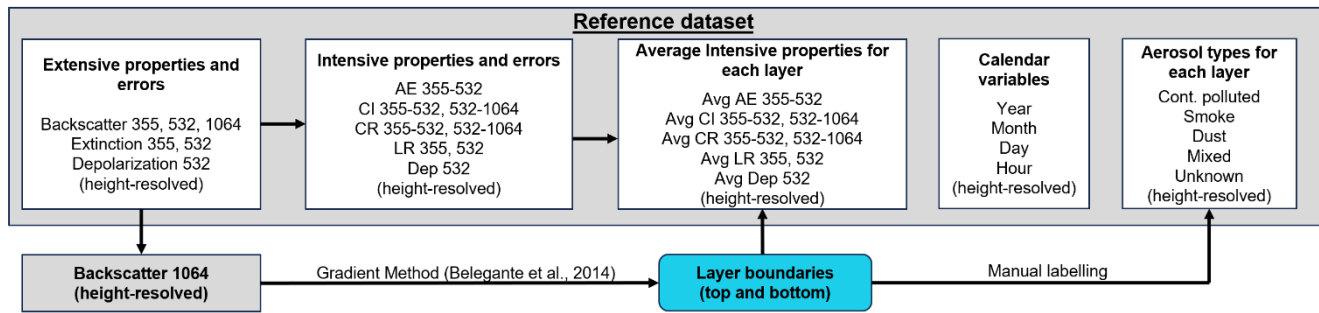 Reference dataset
Extensive properties and
errors
Backscatter 355, 532, 1064
Extinction 355, 532
Depolarization 532
(height-resolved)
Intensive properties and errors
AE 355-532
CI 355-532, 532-1064
CR 355-532, 532-1064
LR 355, 532
Dep 532
(height-resolved)
Average Intensive properties for
each layer
Avg AE 355-532
Avg CI 355-532, 532-1064
Avg CR 355-532, 532-1064
Avg LR 355, 532
Avg Dep 532
(height-resolved)
Calendar
variables
Year
Month
Day
Hour
(height-resolved)
Aerosol types for
each layer
Cont. polluted
Smoke
Dust
Mixed
Unknown
(height-resolved)
Backscatter 1064
(height-resolved)
Gradient Method (Belegante et al., 2014)
Layer boundaries
(top and bottom)
Manual labelling